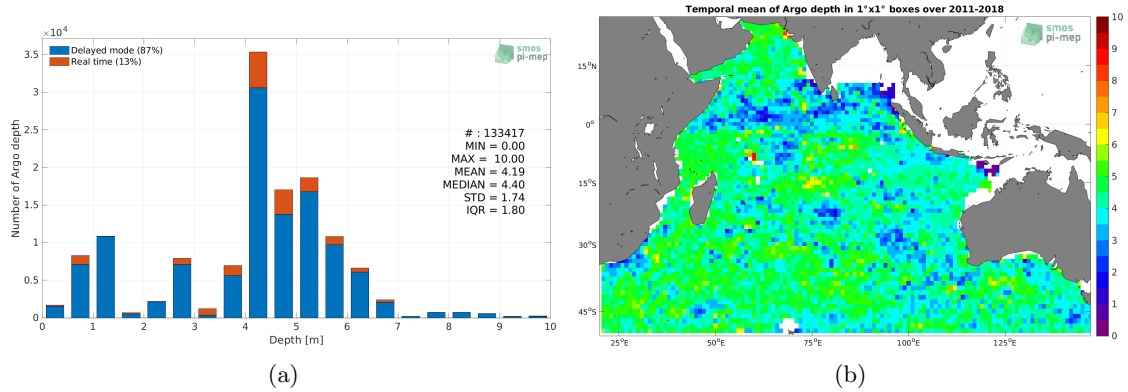 ×10⁴
Delayed mode (87%)
Real time (13%)
smos
pi-mep
# : 133417
MIN = 0.00
MAX = 10.00
MEAN = 4.19
MEDIAN = 4.40
STD = 1.74
IQR = 1.80
Number of Argo depth
3.5
3
2.5
2
1.5
1
0.5
0
0 1 2 3 4 5 6 7 8 9 10
Depth [m]
(a)
Temporal mean of Argo depth in 1°x1° boxes over 2011-2018
smos
pi-mep
15°N
0°
15°S
30°S
45°S
25°E 50°E 75°E 100°E 125°E
10
9
8
7
6
5
4
3
2
1
0
(b)